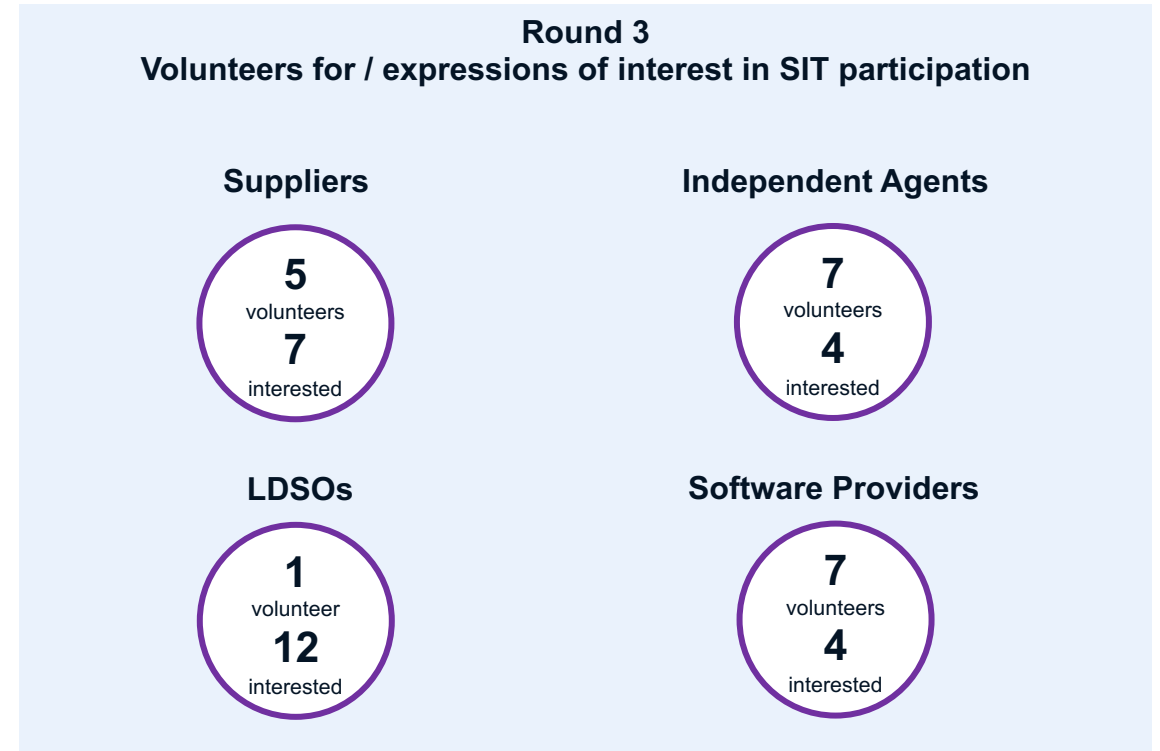 Round 3
Volunteers for / expressions of interest in SIT participation
Suppliers
5
volunteers
7
interested
Independent Agents
7
volunteers
4
interested
LDSOs
1
volunteer
12
interested
Software Providers
7
volunteers
4
interested